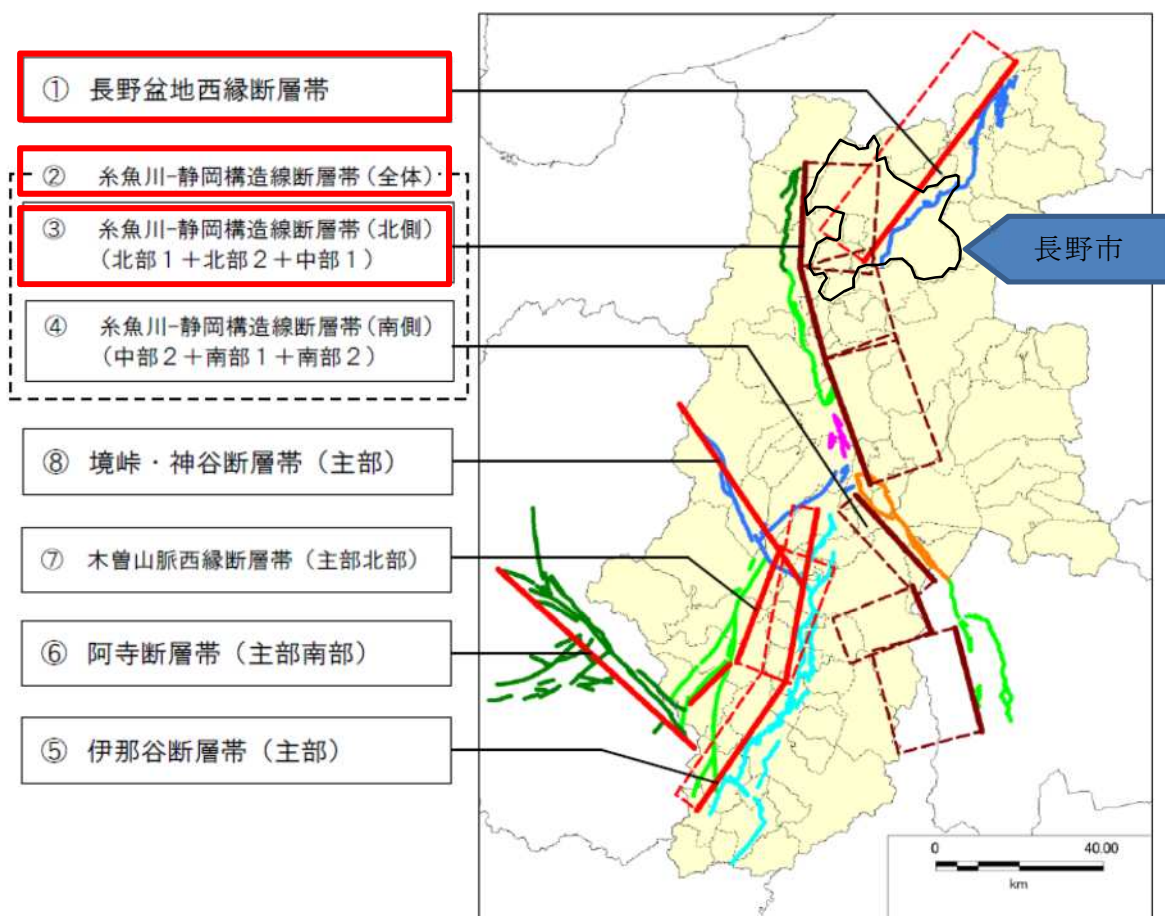 ① 長野盆地西縁断層帯
② 糸魚川-静岡構造線断層帯(全体)
③ 糸魚川-静岡構造線断層帯(北側)
(北部1+北部2+中部1)
④ 糸魚川-静岡構造線断層帯(南側)
(中部2+南部1+南部2)
⑧ 境峠・神谷断層帯(主部)
⑦ 木曽山脈西縁断層帯(主部北部)
⑥ 阿寺断層帯(主部南部)
⑤ 伊那谷断層帯(主部)
長野市
0 40.00
km